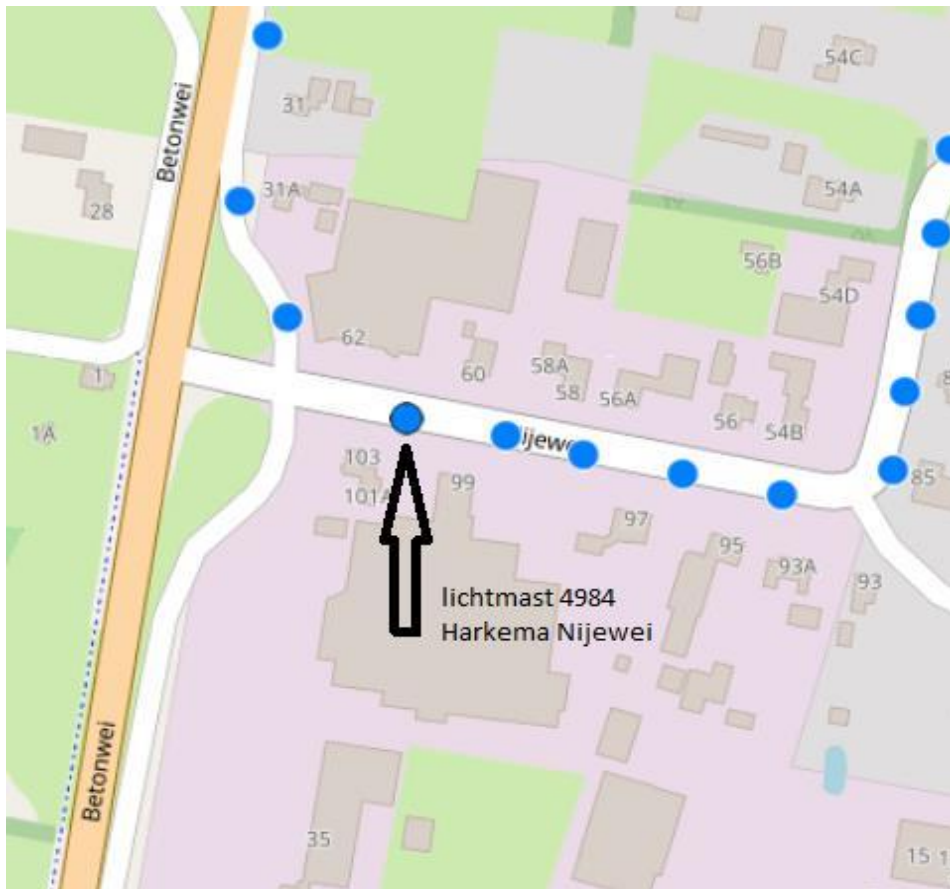 54C
31
Betonwei
31A
54A
28
56B
54D
62
58A
60
58
56A
1
56
54B
1A
Nijewei
103
99
85
101A
97
95
93A
93
lichtmast 4984
Harkema Nijewei
Betonwei
35
15